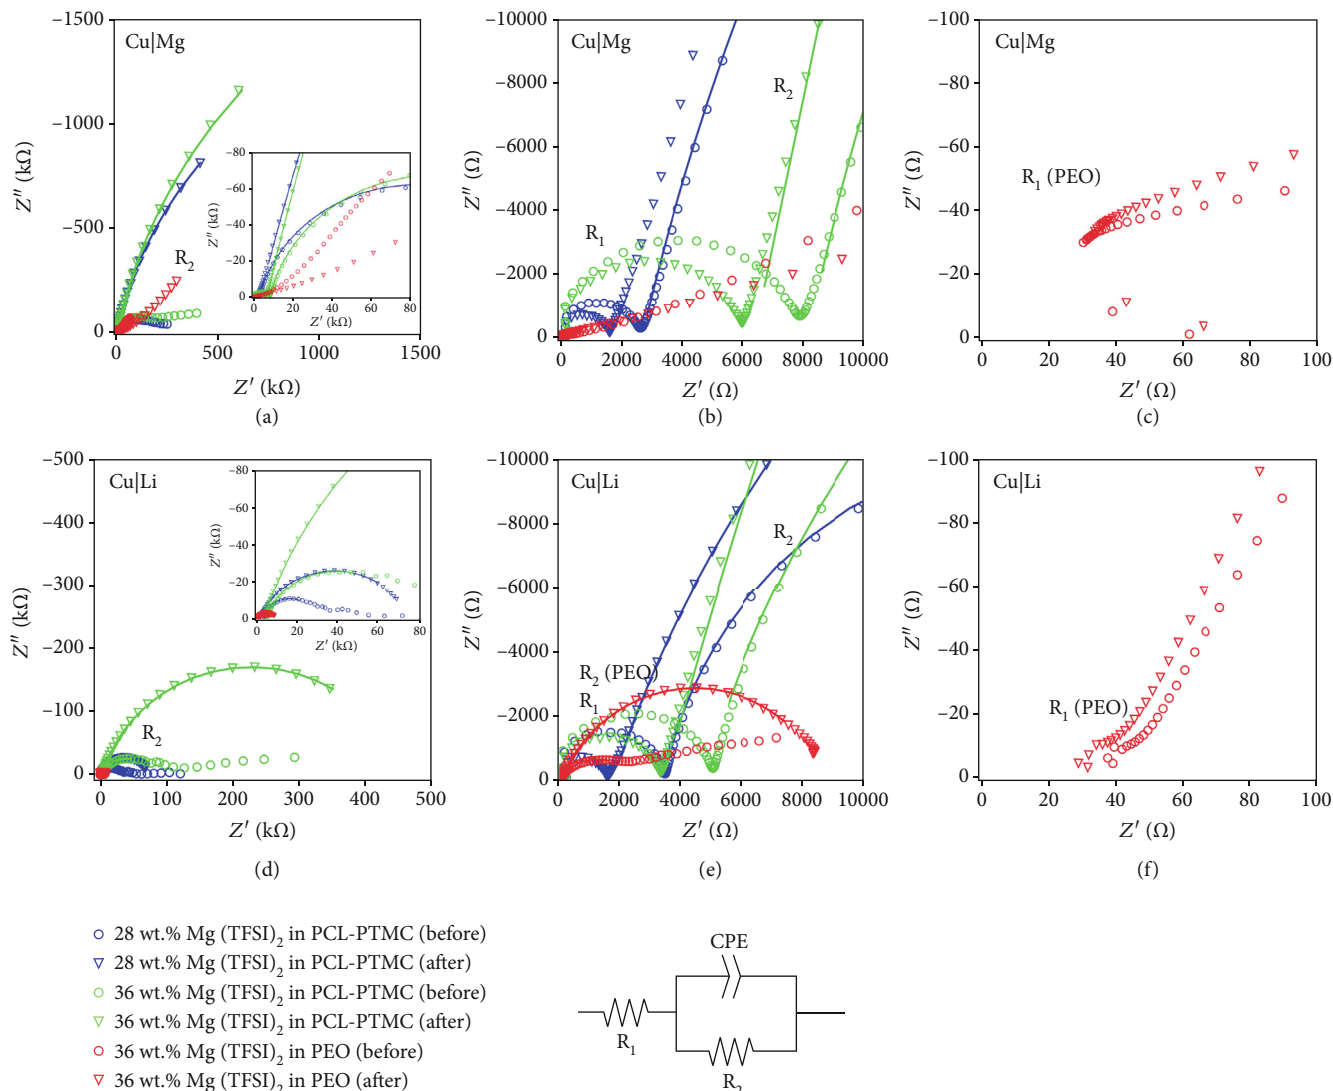 −1500
−1000
−500
0
Z″ (kΩ)
Cu|Mg
R2
−80
−60
−40
−20
0
Z″ (kΩ)
0 20 40 60 80
Z′ (kΩ)
0 500 1000 1500
Z′ (kΩ)
(a)
−10000
−8000
−6000
−4000
−2000
0
Z″ (Ω)
Cu|Mg
R2
R1
0 2000 4000 6000 8000 10000
Z′ (Ω)
(b)
−100
−80
−60
−40
−20
0
Z″ (Ω)
Cu|Mg
R1 (PEO)
0 20 40 60 80 100
Z′ (Ω)
(c)
−500
−400
−300
−200
−100
0
Z″ (kΩ)
Cu|Li
R2
−80
−60
−40
−20
0
Z″ (kΩ)
0 20 40 60 80
Z′ (kΩ)
0 100 200 300 400 500
Z′ (kΩ)
(d)
−10000
−8000
−6000
−4000
−2000
0
Z″ (Ω)
Cu|Li
R2
R2 (PEO)
R1
0 2000 4000 6000 8000 10000
Z′ (Ω)
(e)
−100
−80
−60
−40
−20
0
Z″ (Ω)
Cu|Li
R1 (PEO)
0 20 40 60 80 100
Z′ (Ω)
(f)
28 wt.% Mg (TFSI)2 in PCL-PTMC (before)
28 wt.% Mg (TFSI)2 in PCL-PTMC (after)
36 wt.% Mg (TFSI)2 in PCL-PTMC (before)
36 wt.% Mg (TFSI)2 in PCL-PTMC (after)
36 wt.% Mg (TFSI)2 in PEO (before)
36 wt.% Mg (TFSI)2 in PEO (after)
CPE
R1
R2